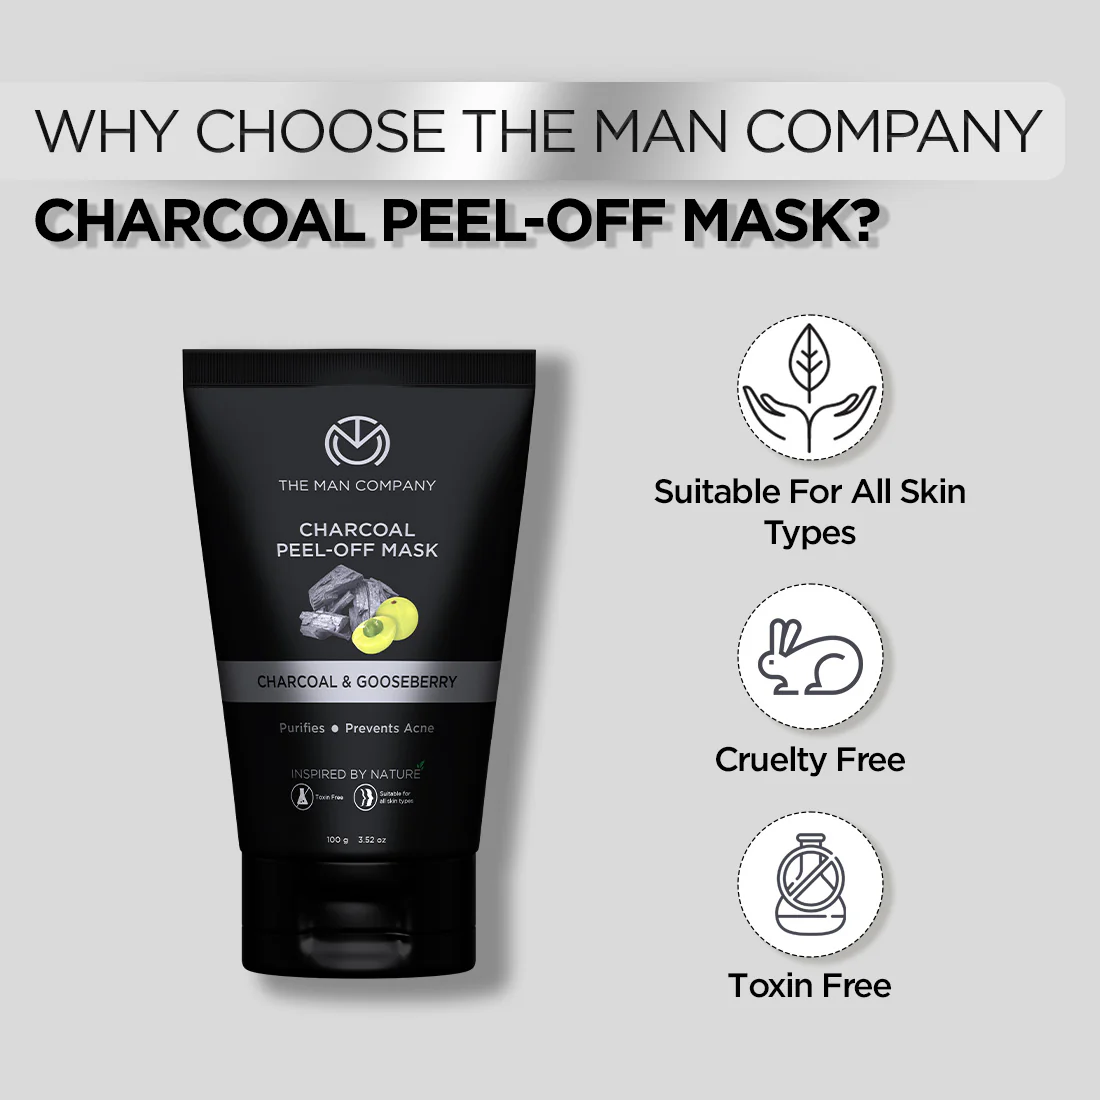 WHY CHOOSE THE MAN COMPANY
CHARCOAL PEEL-OFF MASK?
THE MAN COMPANY
CHARCOAL
PEEL-OFF MASK
CHARCOAL & GOOSEBERRY
Purifies ● Prevents Acne
INSPIRED BY NATURE
Toxin Free
Suitable for
all skin types
100 g 3.52 oz
Suitable For All Skin
Types
Cruelty Free
Toxin Free